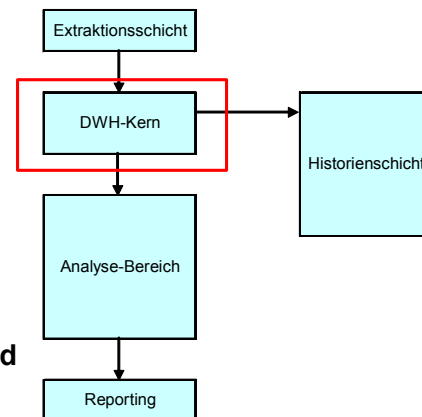 Extraktionsschicht
DWH-Kern
Historienschicht
Analyse-Bereich
d
Reporting